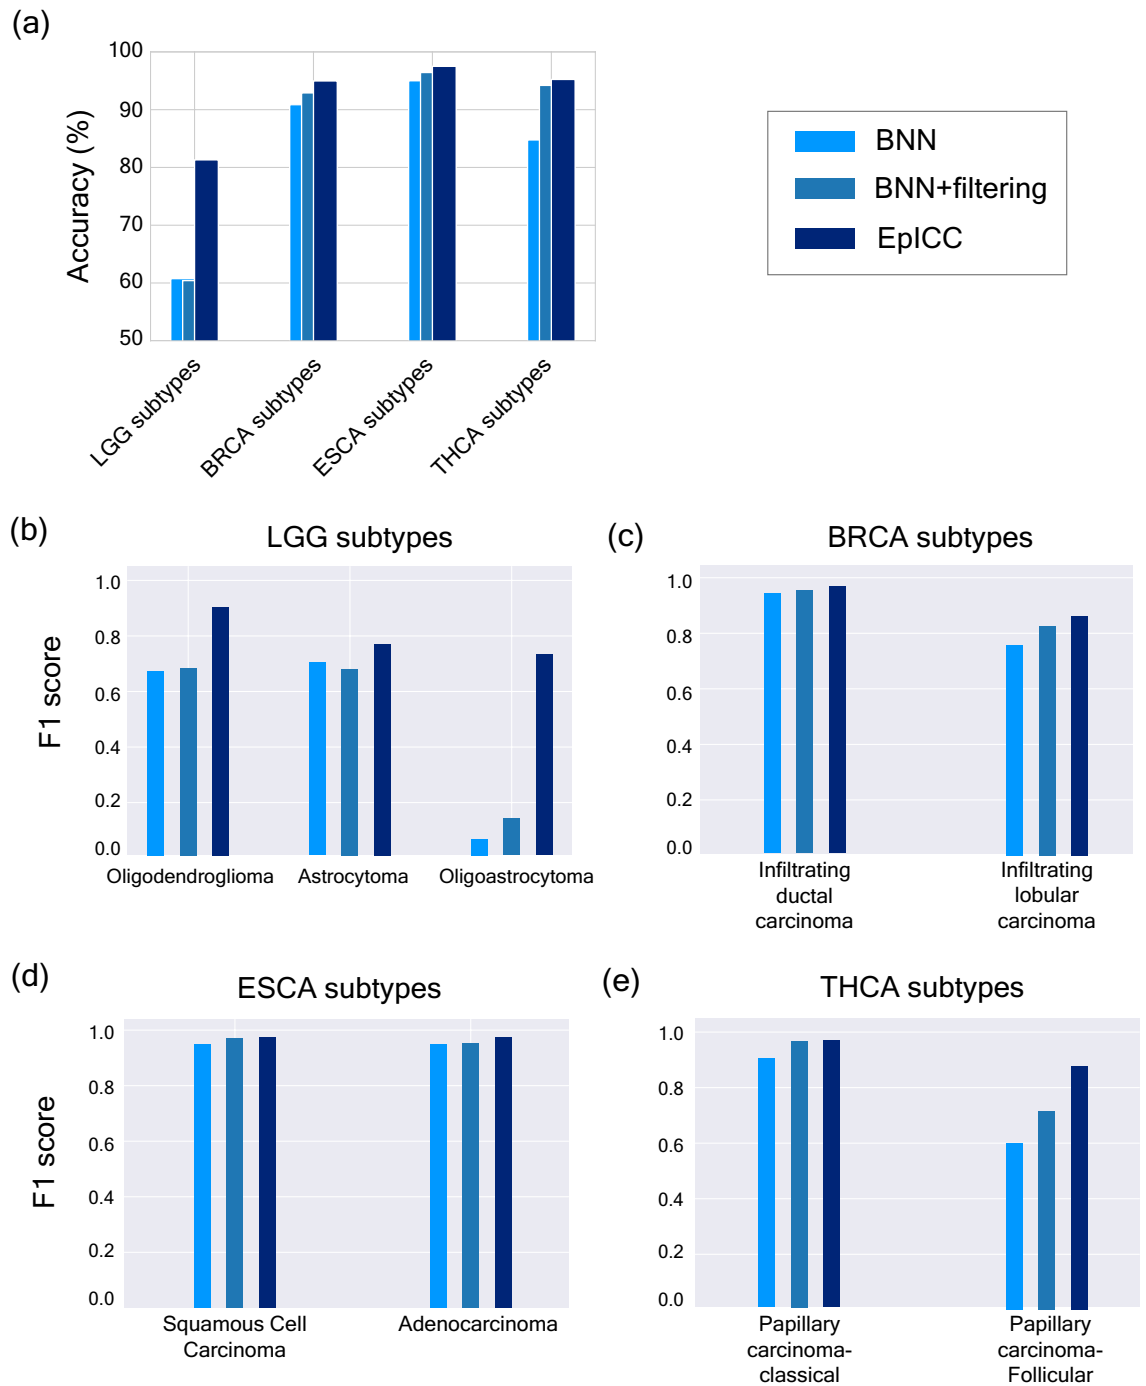 (a)
100
90
80
70
60
50
Accuracy (%)
LGG subtypes
BRCA subtypes
ESCA subtypes
THCA subtypes
BNN
BNN+filtering
EpICC
(b)
LGG subtypes
1.0
0.8
0.6
0.4
0.2
0.0
F1 score
Oligodendroglioma
Astrocytoma
Oligoastrocytoma
(c)
BRCA subtypes
1.0
0.8
0.6
0.4
0.2
0.0
Infiltrating
ductal
carcinoma
Infiltrating
lobular
carcinoma
(d)
ESCA subtypes
1.0
0.8
0.6
0.4
0.2
0.0
F1 score
Squamous Cell
Carcinoma
Adenocarcinoma
(e)
THCA subtypes
1.0
0.8
0.6
0.4
0.2
0.0
Papillary
carcinoma-
classical
Papillary
carcinoma-
Follicular